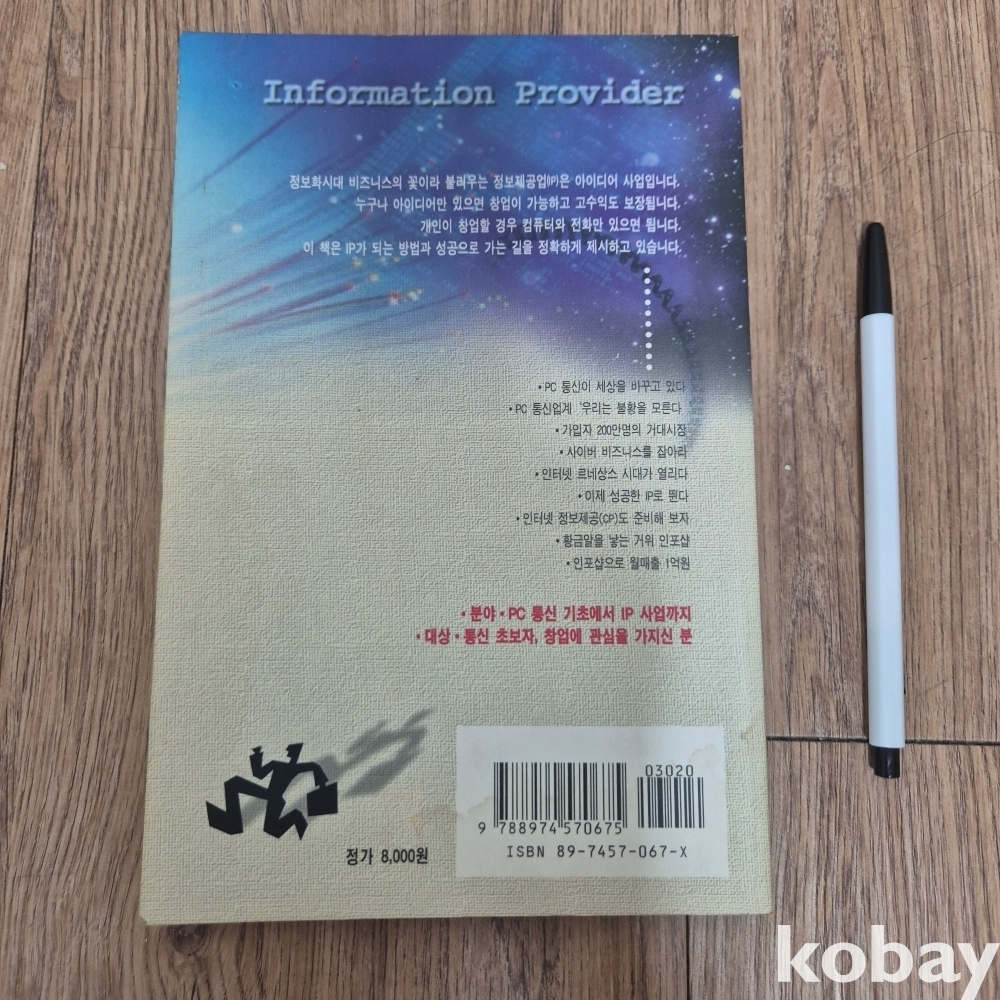 Information Provider
정보화시대 비즈니스의 꽃이라 불리우는 정보제공업(IP)은 아이디어 사업입니다.
누구나 아이디어만 있으면 창업이 가능하고 고수익도 보장됩니다.
개인이 창업할 경우 컴퓨터와 전화만 있으면 됩니다.
이 책은 IP가 되는 방법과 성공으로 가는 길을 정확하게 제시하고 있습니다.
• PC 통신이 세상을 바꾸고 있다
• PC 통신업계 '우리는 불황을 모른다'
• 가입자 200만명의 거대시장
• 사이버 비즈니스를 잡아라
• 인터넷 르네상스 시대가 열리다
• 이제 성공한 IP로 뛴다
• 인터넷 정보제공(CP)도 준비해 보자
• 황금알을 낳는 거위 인포샵
• 인포샵으로 월매출 1억원
• 분야 • PC 통신 기초에서 IP 사업까지
• 대상 • 통신 초보자, 창업에 관심을 가지신 분
정가 8,000원
03020
9 788974 570675
ISBN 89-7457-067-X
kobay